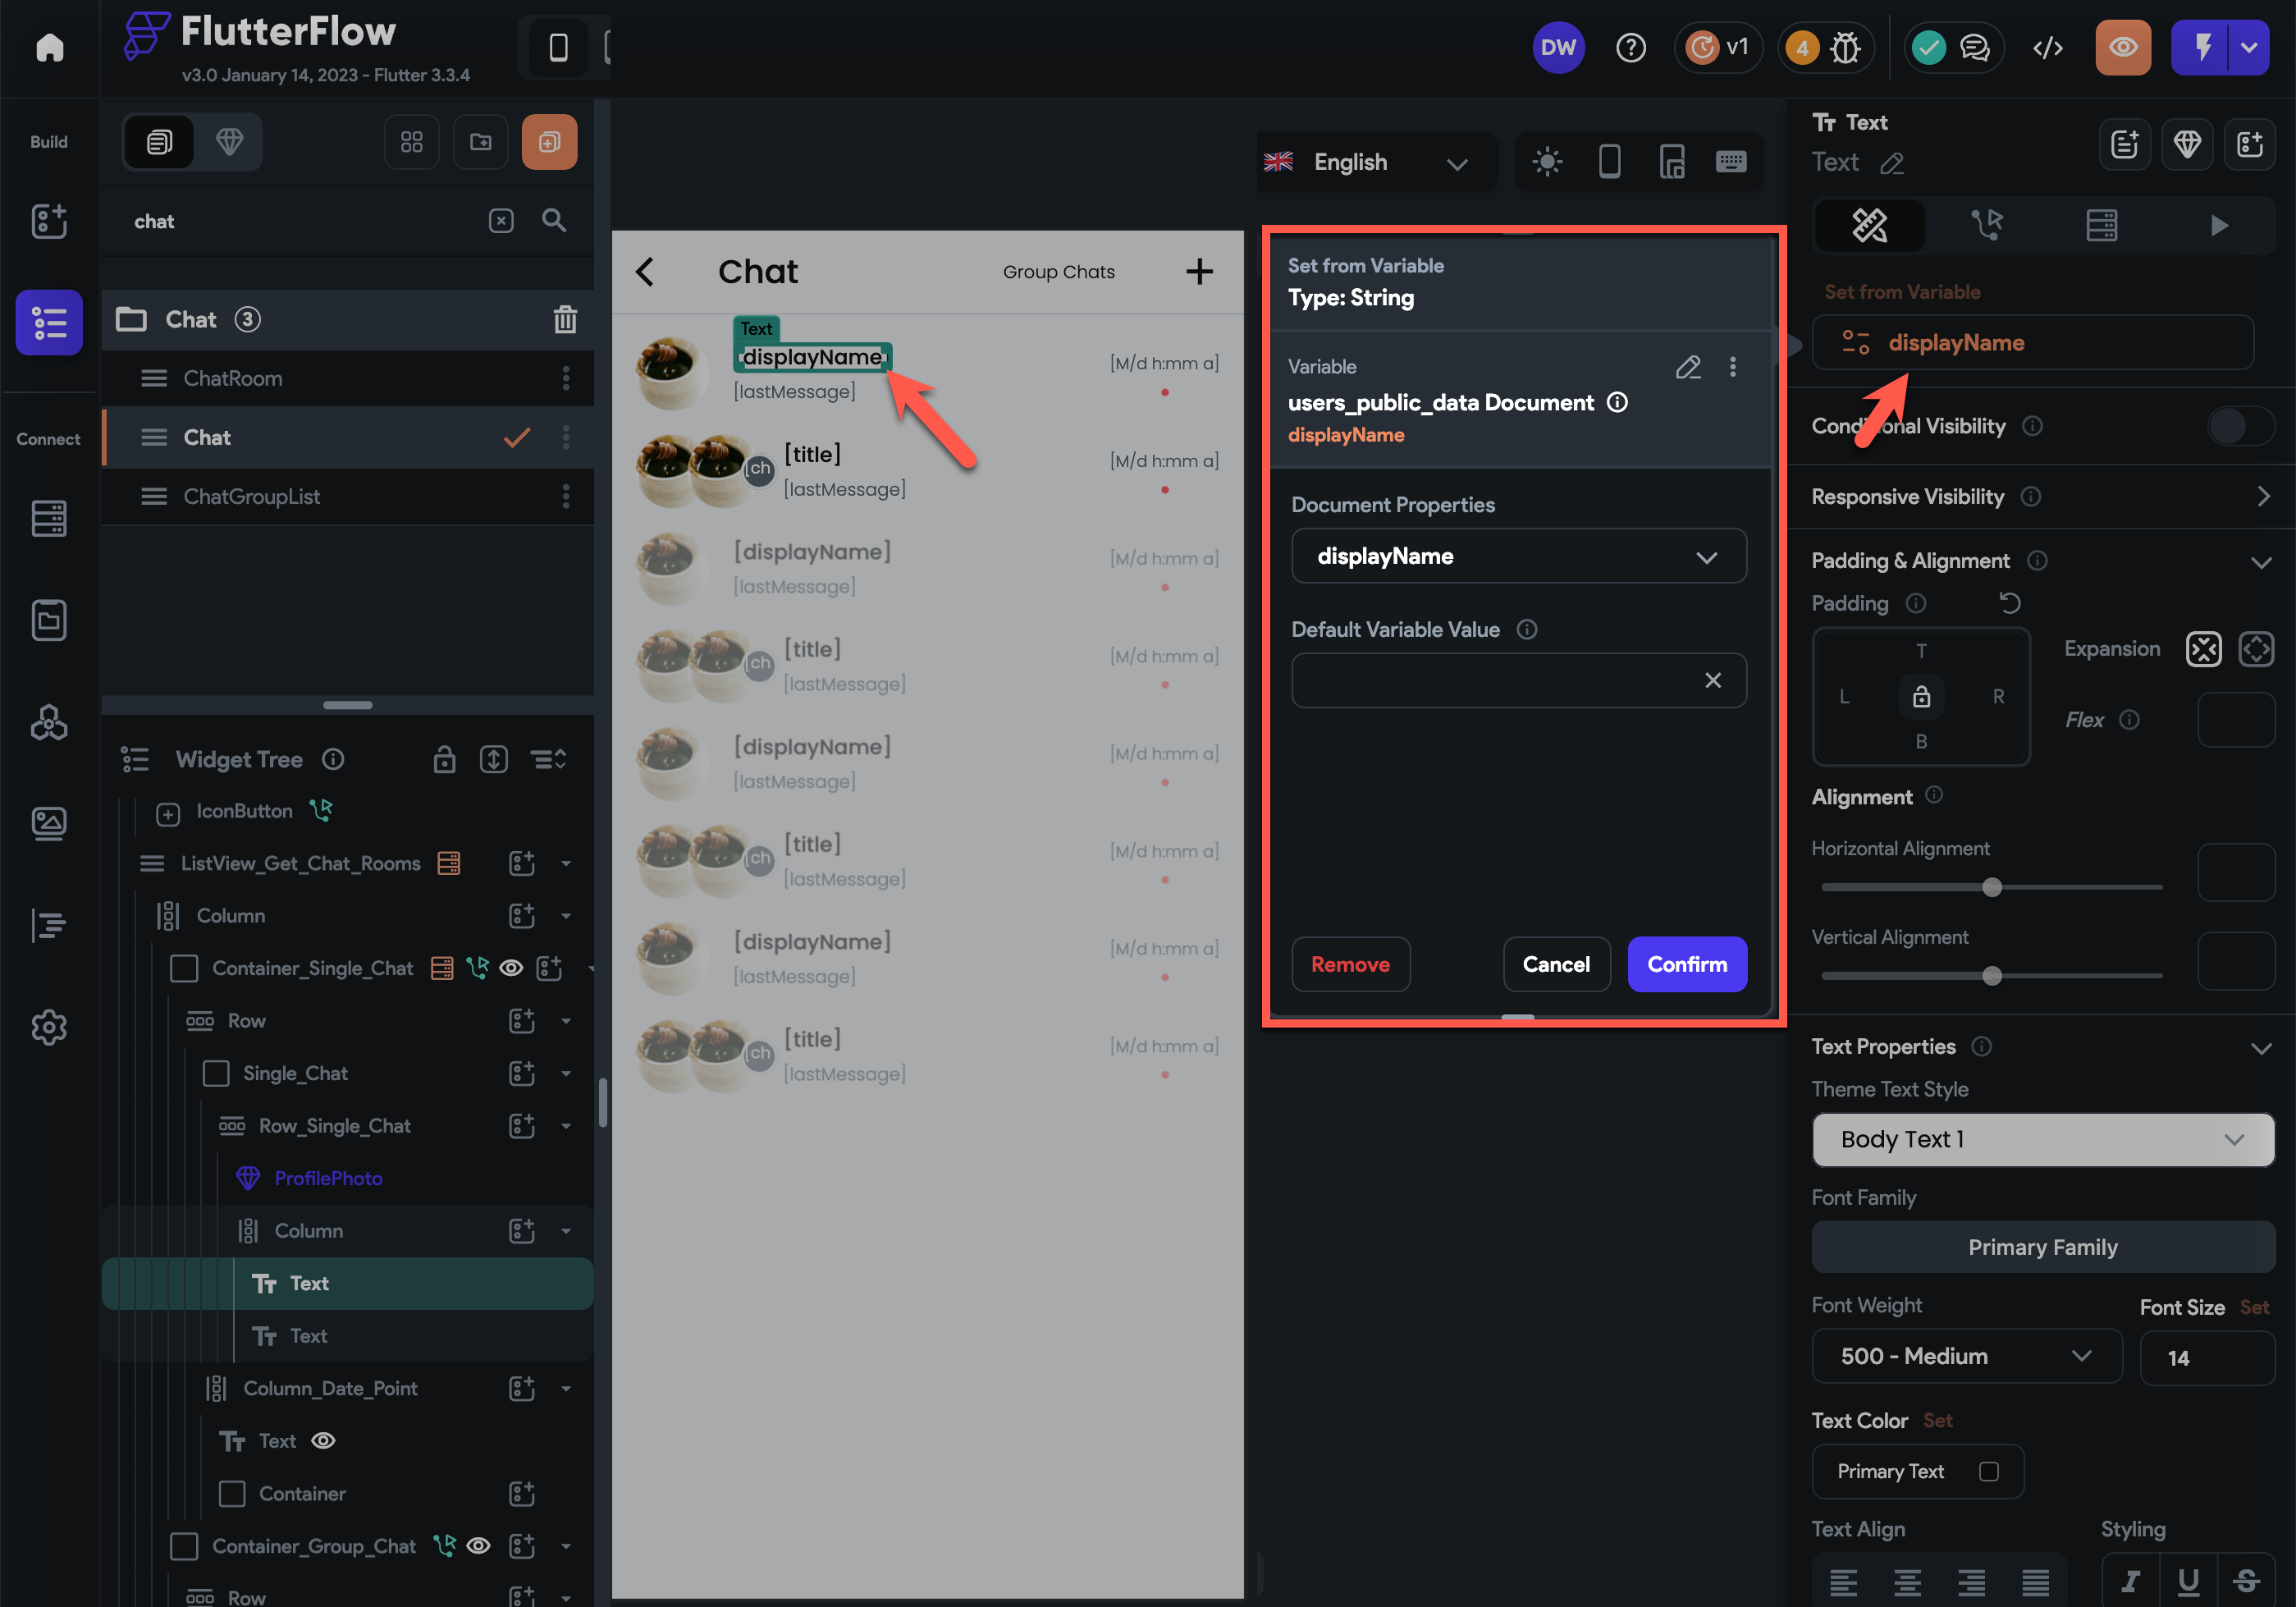 FlutterFlow
v3.0 January 14, 2023 - Flutter 3.3.4
DW
v1
4
Build
Connect
chat
Chat 3
ChatRoom
Chat
ChatGroupList
Widget Tree
IconButton
ListView_Get_Chat_Rooms
Column
Container_Single_Chat
Row
Single_Chat
Row_Single_Chat
ProfilePhoto
Column
Text
Text
Column_Date_Point
Text
Container
Container_Group_Chat
Row
English
Chat Group Chats
Text
displayName
[M/d h:mm a]
[lastMessage]
[title]
[M/d h:mm a]
[ch
[lastMessage]
[displayName]
[M/d h:mm a]
[lastMessage]
[title]
[M/d h:mm a]
[ch
[lastMessage]
[displayName]
[M/d h:mm a]
[lastMessage]
[title]
[M/d h:mm a]
[ch
[lastMessage]
[displayName]
[M/d h:mm a]
[lastMessage]
[title]
[M/d h:mm a]
[ch
[lastMessage]
Set from Variable
Type: String
Variable
users_public_data Document
displayName
Document Properties
displayName
Default Variable Value
Remove
Cancel
Confirm
Text
Text
Set from Variable
displayName
Conditional Visibility
Responsive Visibility
Padding & Alignment
Padding
T
L
R
B
Expansion
Flex
Alignment
Horizontal Alignment
Vertical Alignment
Text Properties
Theme Text Style
Body Text 1
Font Family
Primary Family
Font Weight
Font Size Set
500 - Medium
14
Text Color Set
Primary Text
Text Align
Styling